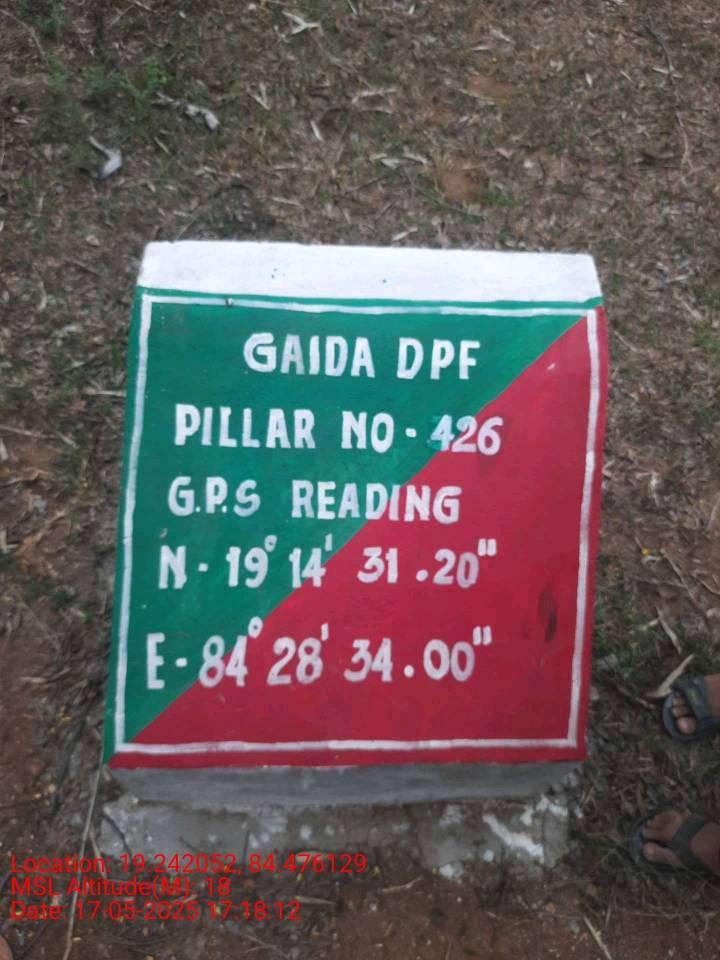 GAIDA DPF
PILLAR NO - 426
G.P.S READING
N - 19° 14' 31.20"
E - 84° 28' 34.00"
Location: 19.242052, 84.476129
MSL Altitude(M): 18
Date: 17-05-2025 17:18:12